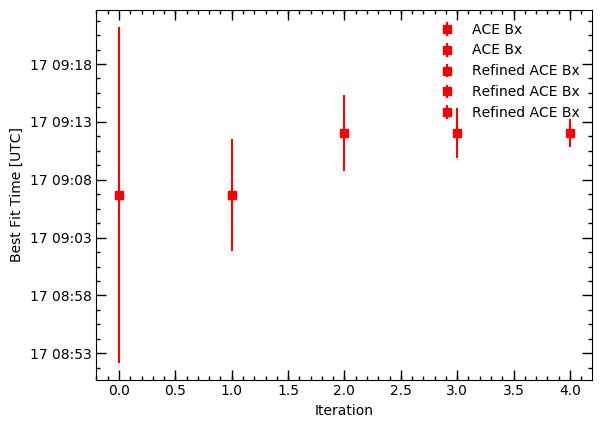 ACE Bx
ACE Bx
Refined ACE Bx
Refined ACE Bx
Refined ACE Bx
Best Fit Time [UTC]
17 09:18
17 09:13
17 09:08
17 09:03
17 08:58
17 08:53
0.0 0.5 1.0 1.5 2.0 2.5 3.0 3.5 4.0
Iteration